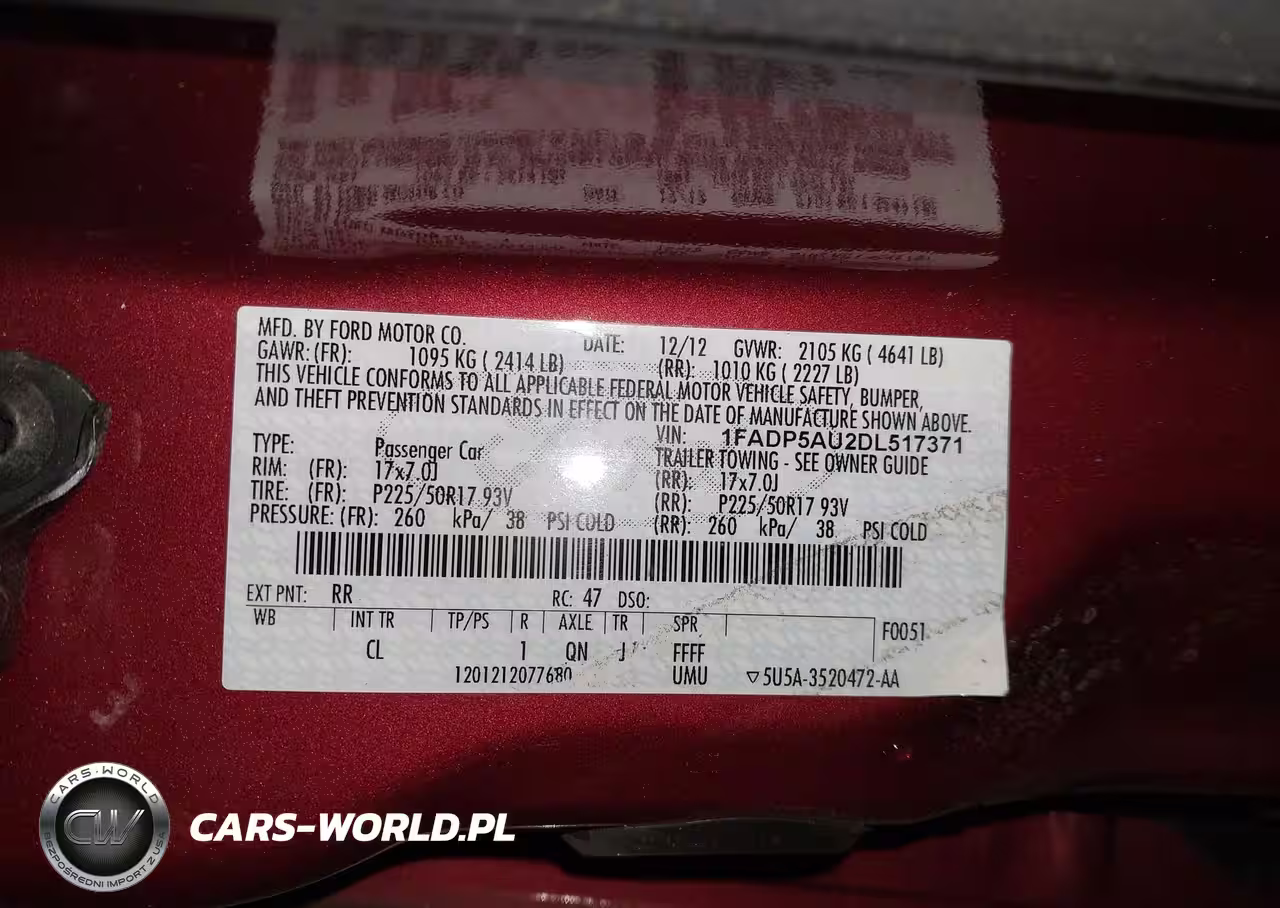 MFD. BY FORD MOTOR CO. DATE: 12/12 GVWR: 2105 KG ( 4641 LB)
GAWR: (FR): 1095 KG ( 2414 LB) (RR): 1010 KG ( 2227 LB)
THIS VEHICLE CONFORMS TO ALL APPLICABLE FEDERAL MOTOR VEHICLE SAFETY, BUMPER,
AND THEFT PREVENTION STANDARDS IN EFFECT ON THE DATE OF MANUFACTURE SHOWN ABOVE.
VIN: 1FADP5AU2DL517371
TYPE: Passenger Car TRAILER TOWING - SEE OWNER GUIDE
RIM: (FR): 17x7.0J (RR): 17x7.0J
TIRE: (FR): P225/50R17 93V (RR): P225/50R17 93V
PRESSURE: (FR): 260 kPa/ 38 PSI COLD (RR): 260 kPa/ 38 PSI COLD
EXT PNT: RR RC: 47 DSO:
WB INT TR TP/PS R AXLE TR SPR F0051
CL 1 QN J FFFF
1201212077680 UMU ▽5U5A-3520472-AA
CARS-WORLD
CW
BEZPOŚREDNI IMPORT Z USA
CARS-WORLD.PL